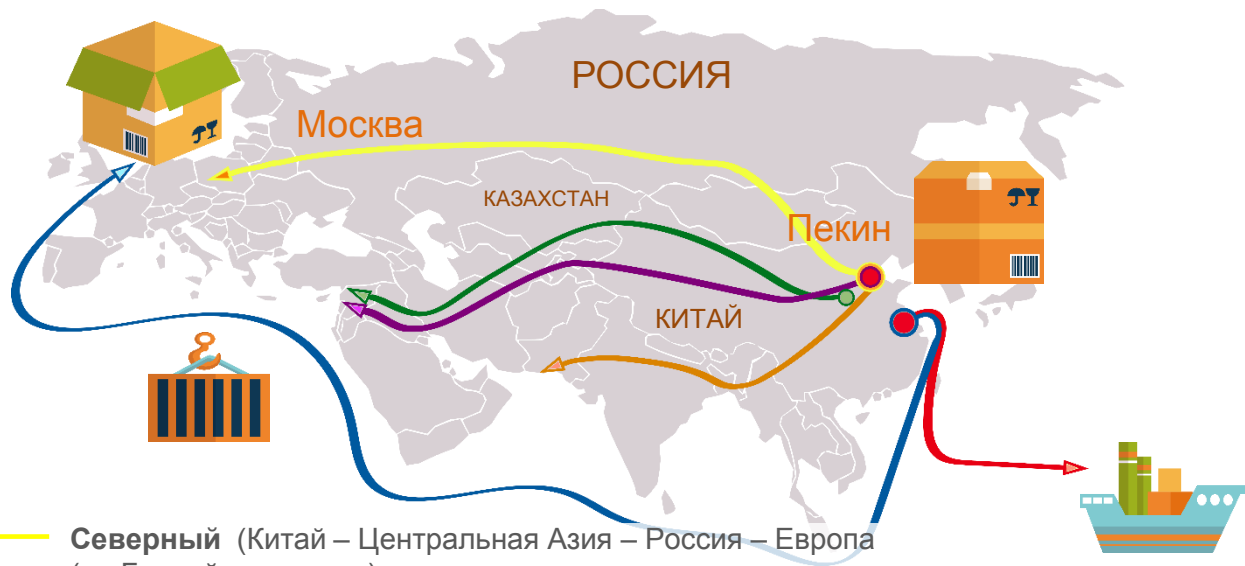 РОССИЯ
Москва
КАЗАХСТАН
Пекин
КИТАЙ
Северный (Китай – Центральная Азия – Россия – Европа